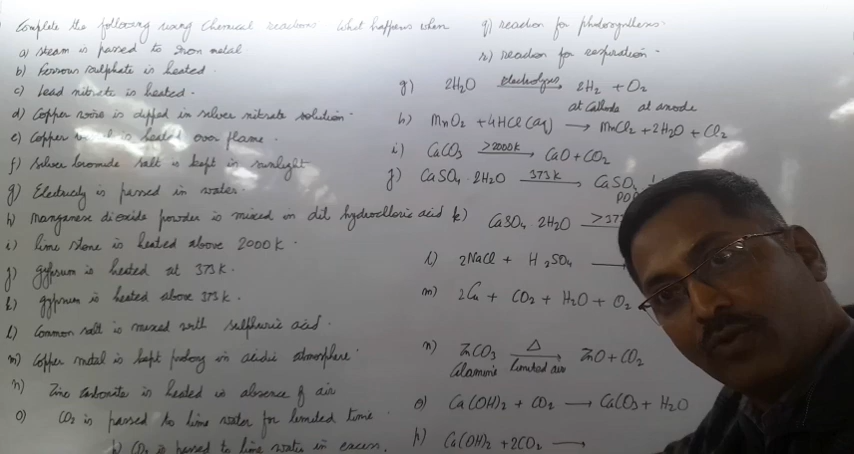 Complete the following using Chemical reactions What happens when
a) steam is passed to Iron metal
b) Ferrous sulphate is heated.
c) Lead nitrate is heated.
d) Copper wire is dipped in silver nitrate solution.
e) Copper is heated over flame.
f) Silver bromide salt is kept in sunlight
g) Electricity is passed in water.
h) manganese dioxide powder is mixed in dil hydrochloric acid
i) lime stone is heated above 2000 K.
j) gypsum is heated at 373 K.
k) gypsum is heated above 373 K.
l) Common salt is mixed with sulphuric acid.
m) Copper metal is kept in acidic atmosphere.
n) Zinc carbonate is heated in absence of air
o) CO2 is passed to lime water for limited time
p) CO2 is passed to lime water in excess.
q) reaction for photosynthesis.
r) reaction for respiration.
g) 2H2O electrolysis → 2H2 + O2
at Cathode at anode
h) MnO2 + 4HCl (aq) → MnCl2 + 2H2O + Cl2
i) CaCO3 >2000K → CaO + CO2
j) CaSO4 · 2H2O 373 K → CaSO4
POP
k) CaSO4 2H2O >373
l) 2NaCl + H2SO4 →
m) 2Cu + CO2 + H2O + O2
n) ZnCO3 Δ → ZnO + CO2
Calamine limited air
o) Ca(OH)2 + CO2 → CaCO3 + H2O
p) Ca(OH)2 + 2CO2 →